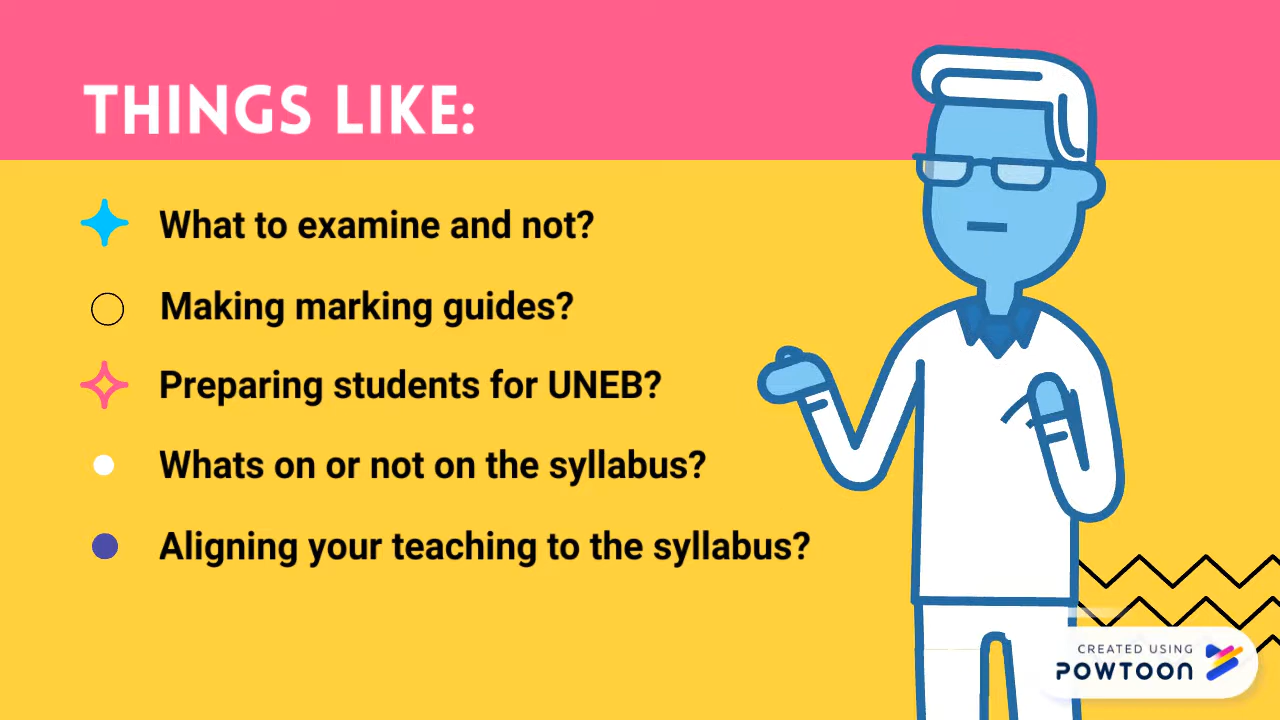 THINGS LIKE:
What to examine and not?
Making marking guides?
Preparing students for UNEB?
Whats on or not on the syllabus?
Aligning your teaching to the syllabus?
CREATED USING
POWTOON